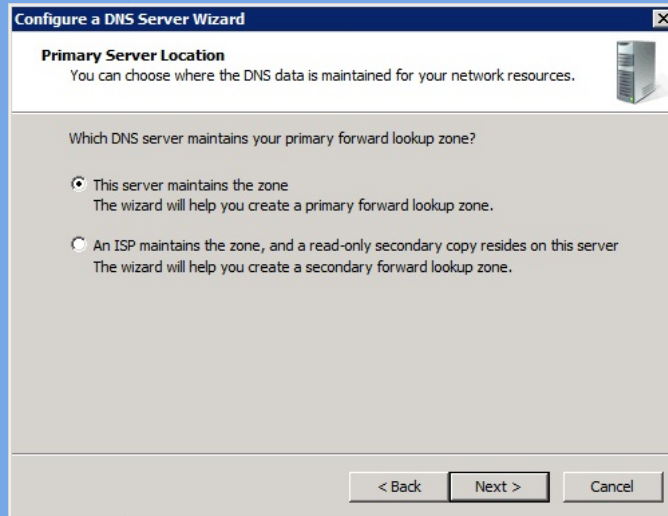 Configure a DNS Server Wizard
Primary Server Location
You can choose where the DNS data is maintained for your network resources.
Which DNS server maintains your primary forward lookup zone?
This server maintains the zone
The wizard will help you create a primary forward lookup zone.
An ISP maintains the zone, and a read-only secondary copy resides on this server
The wizard will help you create a secondary forward lookup zone.
< Back Next > Cancel